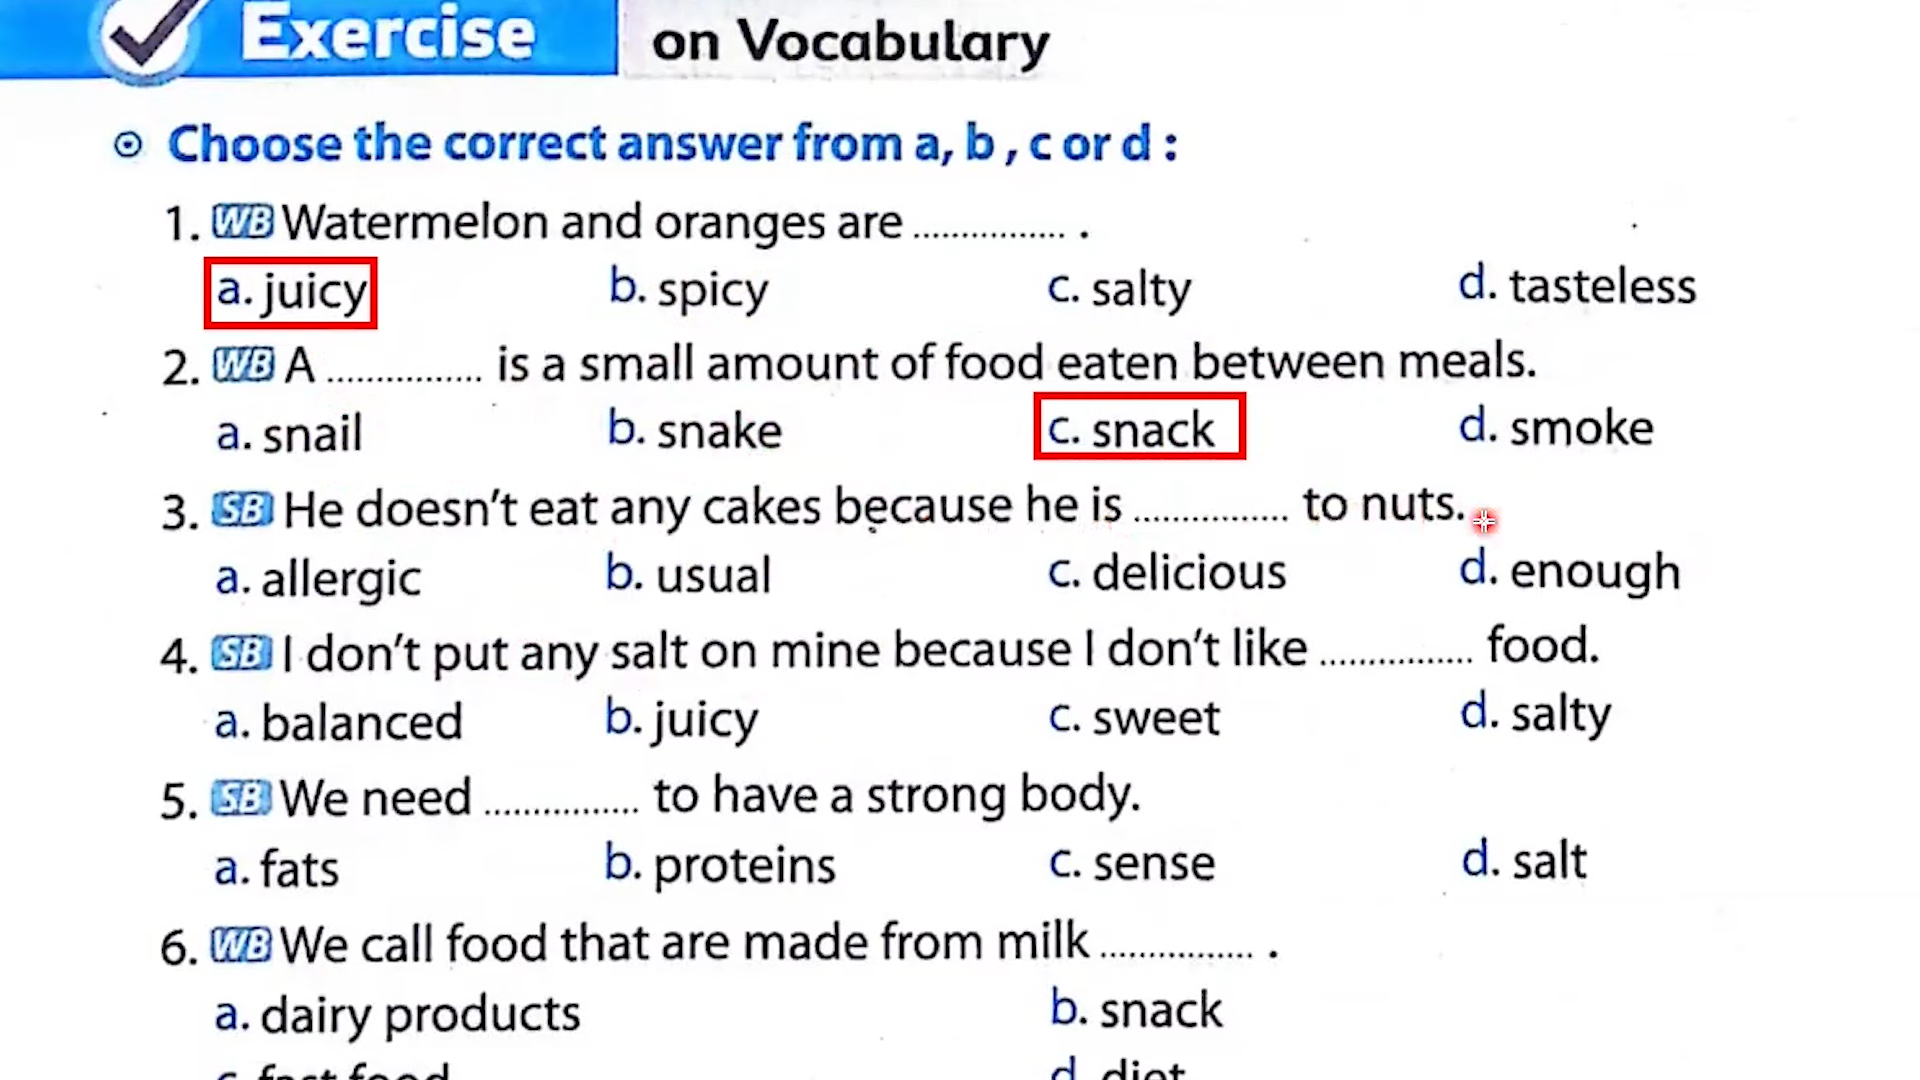 Exercise on Vocabulary
Choose the correct answer from a, b, c or d :
1. WB Watermelon and oranges are ................ .
a. juicy b. spicy c. salty d. tasteless
2. WB A ................ is a small amount of food eaten between meals.
a. snail b. snake c. snack d. smoke
3. SB He doesn't eat any cakes because he is ................ to nuts.
a. allergic b. usual c. delicious d. enough
4. SB I don't put any salt on mine because I don't like ................ food.
a. balanced b. juicy c. sweet d. salty
5. SB We need ................ to have a strong body.
a. fats b. proteins c. sense d. salt
6. WB We call food that are made from milk ................ .
a. dairy products b. snack
c. fast food d. diet